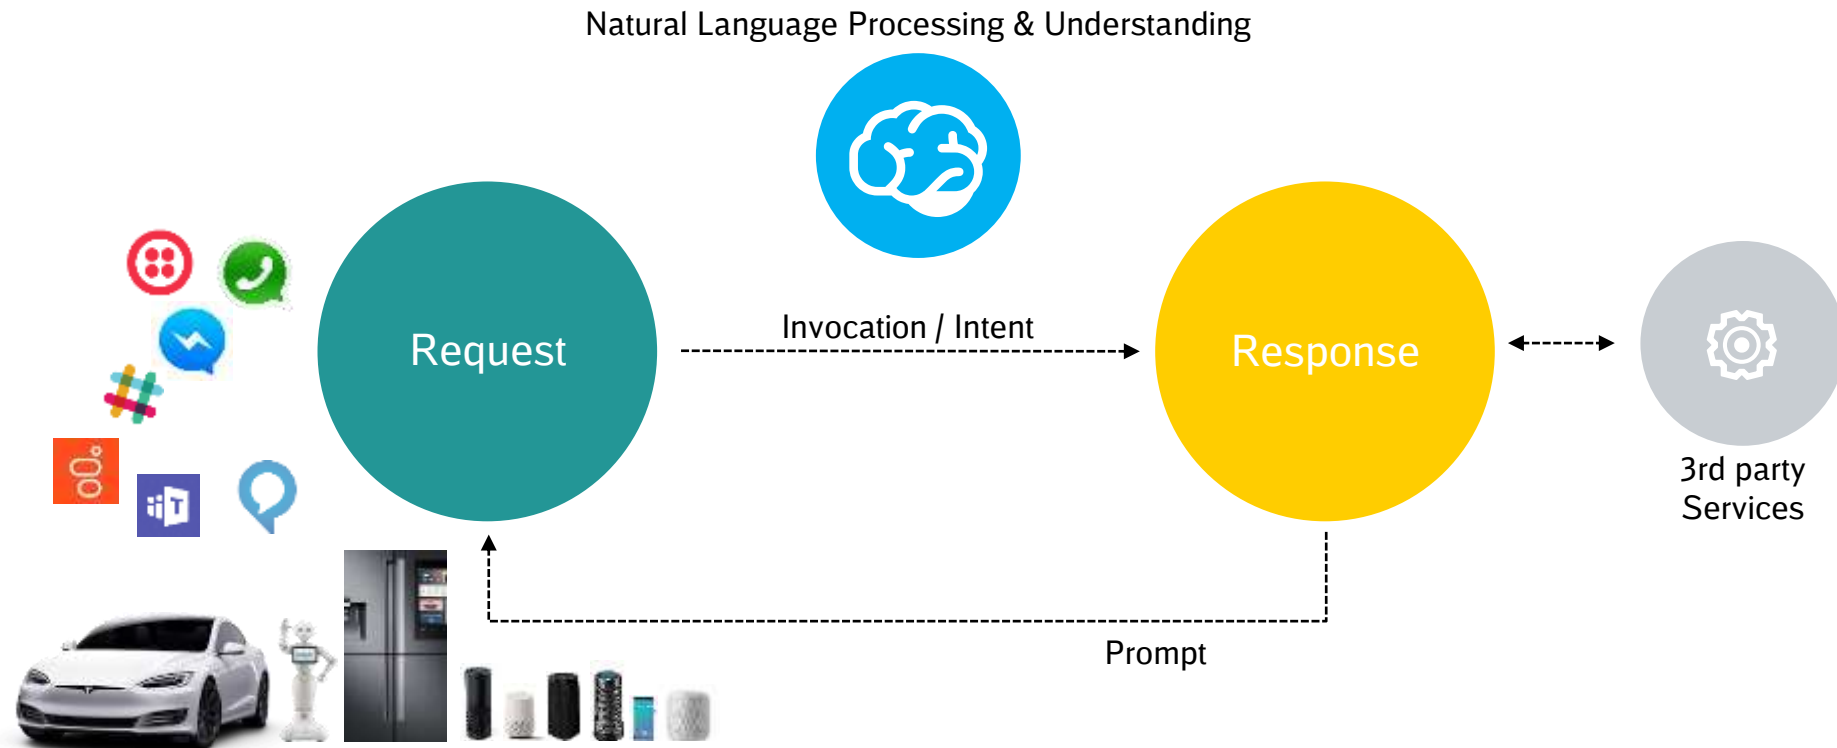 Natural Language Processing & Understanding
Request
Invocation / Intent
Response
3rd party
Services
Prompt